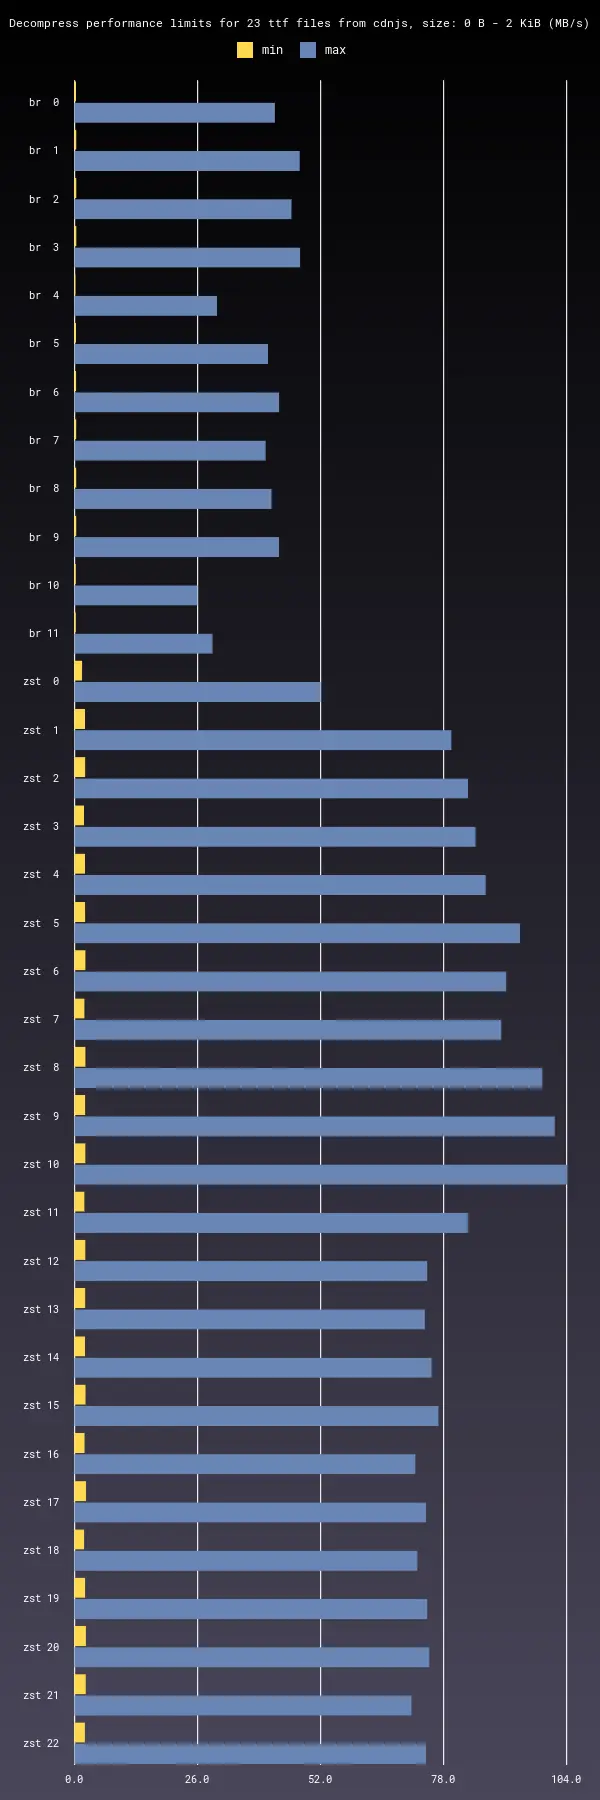 Decompress performance limits for 23 ttf files from cdnjs, size: 0 B - 2 KiB (MB/s)
min max
br 0
br 1
br 2
br 3
br 4
br 5
br 6
br 7
br 8
br 9
br 10
br 11
zst 0
zst 1
zst 2
zst 3
zst 4
zst 5
zst 6
zst 7
zst 8
zst 9
zst 10
zst 11
zst 12
zst 13
zst 14
zst 15
zst 16
zst 17
zst 18
zst 19
zst 20
zst 21
zst 22
0.0 26.0 52.0 78.0 104.0